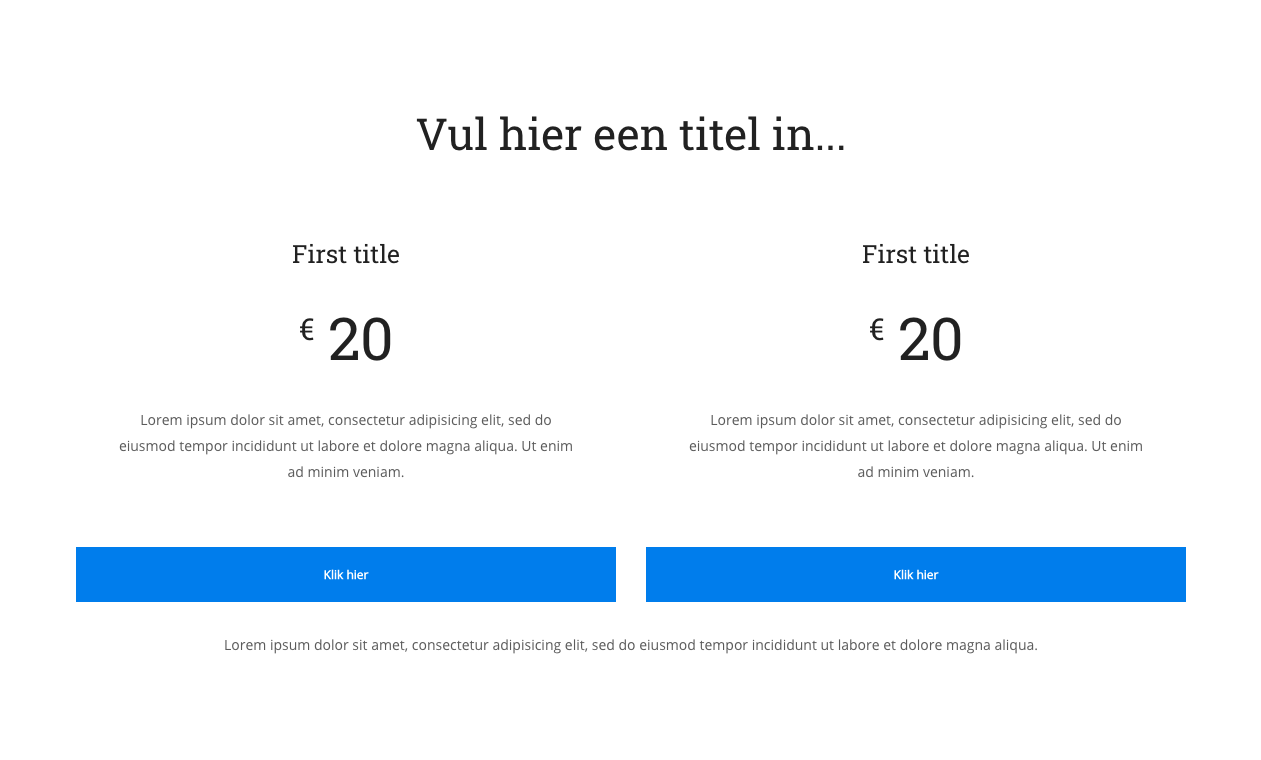 Vul hier een titel in...
First title
€ 20
Lorem ipsum dolor sit amet, consectetur adipisicing elit, sed do
eiusmod tempor incididunt ut labore et dolore magna aliqua. Ut enim
ad minim veniam.
Klik hier
First title
€ 20
Lorem ipsum dolor sit amet, consectetur adipisicing elit, sed do
eiusmod tempor incididunt ut labore et dolore magna aliqua. Ut enim
ad minim veniam.
Klik hier
Lorem ipsum dolor sit amet, consectetur adipisicing elit, sed do eiusmod tempor incididunt ut labore et dolore magna aliqua.